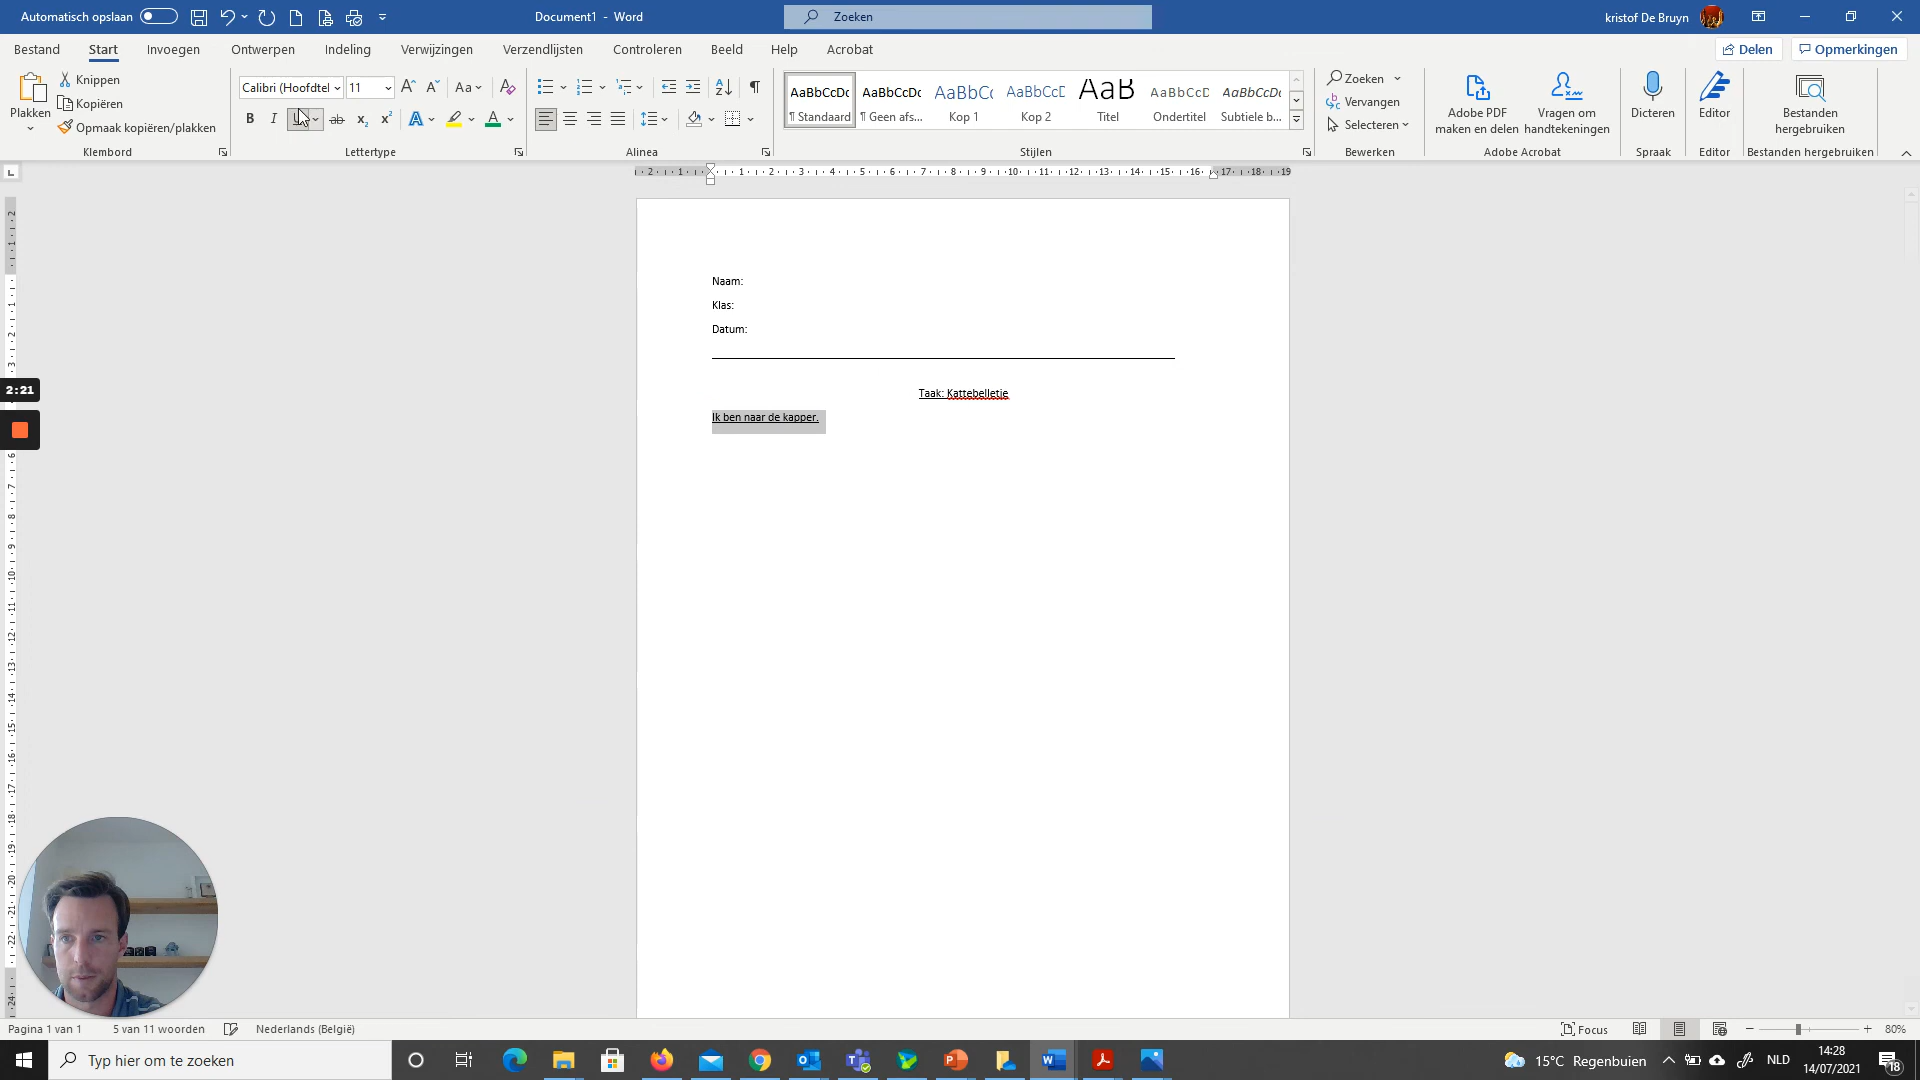 Automatisch opslaan
Document1 - Word
Zoeken
kristof De Bruyn
Bestand Start Invoegen Ontwerpen Indeling Verwijzingen Verzendlijsten Controleren Beeld Help Acrobat
Delen Opmerkingen
Plakken
Knippen
Kopiëren
Opmaak kopiëren/plakken
Klembord
Calibri (Hoofdtel 11
Lettertype
Alinea
AaBbCcDc AaBbCcDc AaBbCc AaBbCcD AaB AaBbCcD AaBbCcDc
¶ Standaard ¶ Geen afs... Kop 1 Kop 2 Titel Ondertitel Subtiele b...
Stijlen
Zoeken
Vervangen
Selecteren
Bewerken
Adobe PDF
maken en delen
Vragen om
handtekeningen
Adobe Acrobat
Dicteren
Spraak
Editor
Editor
Bestanden
hergebruiken
Bestanden hergebruiken
Naam:
Klas:
Datum:
Taak: Kattebelletje
Ik ben naar de kapper.
2:21
Pagina 1 van 1 5 van 11 woorden Nederlands (België)
Focus
80%
Typ hier om te zoeken
15°C Regenbuien
NLD
14:28
14/07/2021
18